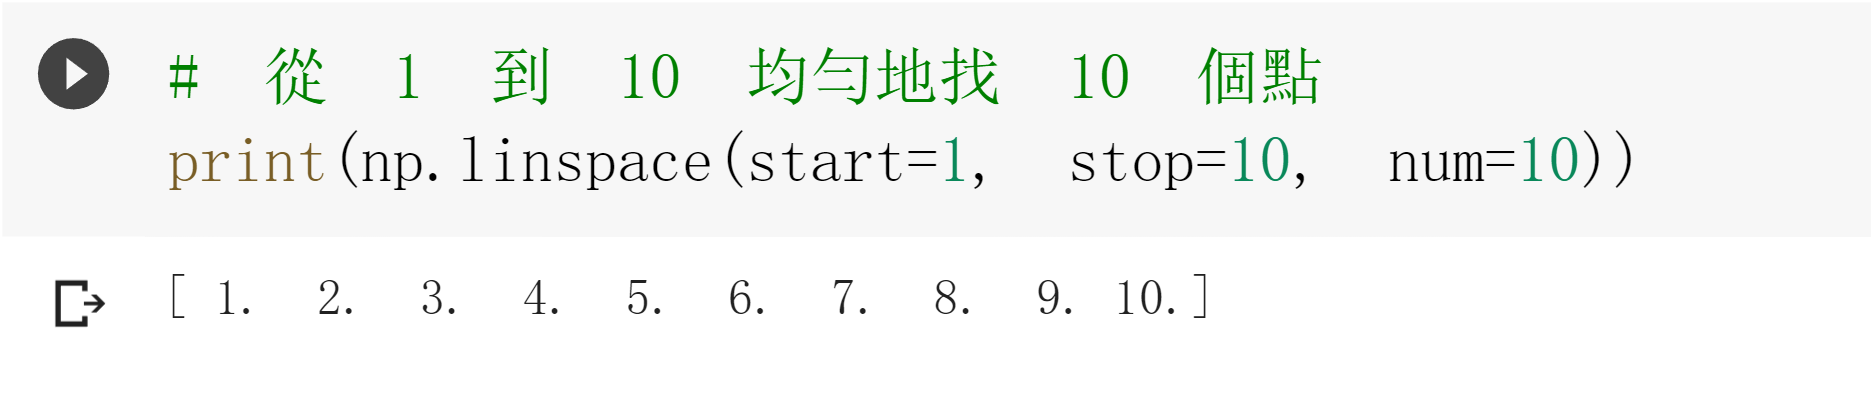 # 從 1 到 10 均勻地找 10 個點
print(np.linspace(start=1, stop=10, num=10))
[ 1.  2.  3.  4.  5.  6.  7.  8.  9. 10.]